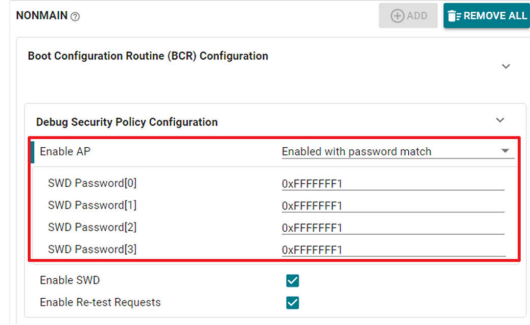 NONMAIN
ADD
REMOVE ALL
Boot Configuration Routine (BCR) Configuration
Debug Security Policy Configuration
Enable AP Enabled with password match
SWD Password[0] 0xFFFFFFF1
SWD Password[1] 0xFFFFFFF1
SWD Password[2] 0xFFFFFFF1
SWD Password[3] 0xFFFFFFF1
Enable SWD
Enable Re-test Requests